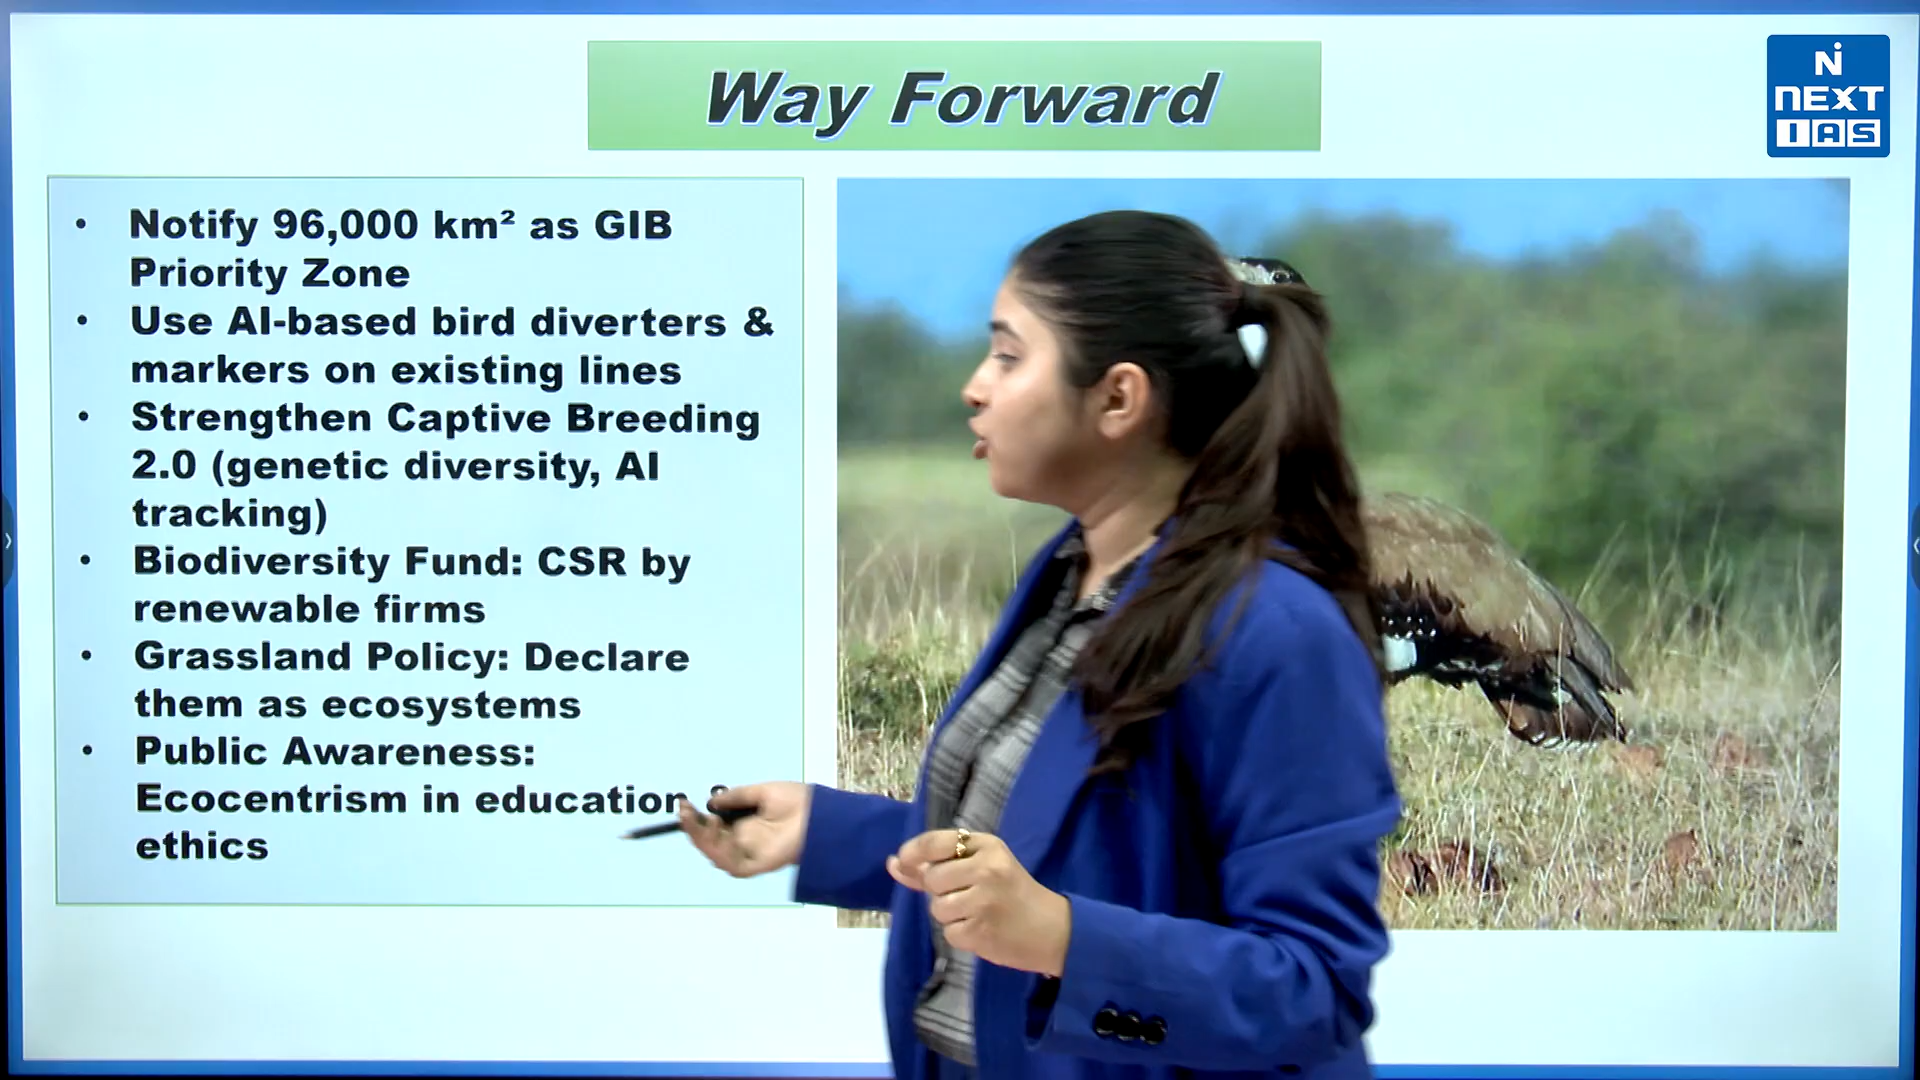 Way Forward
N
NEXT
IAS
• Notify 96,000 km² as GIB
Priority Zone
• Use AI-based bird diverters &
markers on existing lines
• Strengthen Captive Breeding
2.0 (genetic diversity, AI
tracking)
• Biodiversity Fund: CSR by
renewable firms
• Grassland Policy: Declare
them as ecosystems
• Public Awareness:
Ecocentrism in education &
ethics